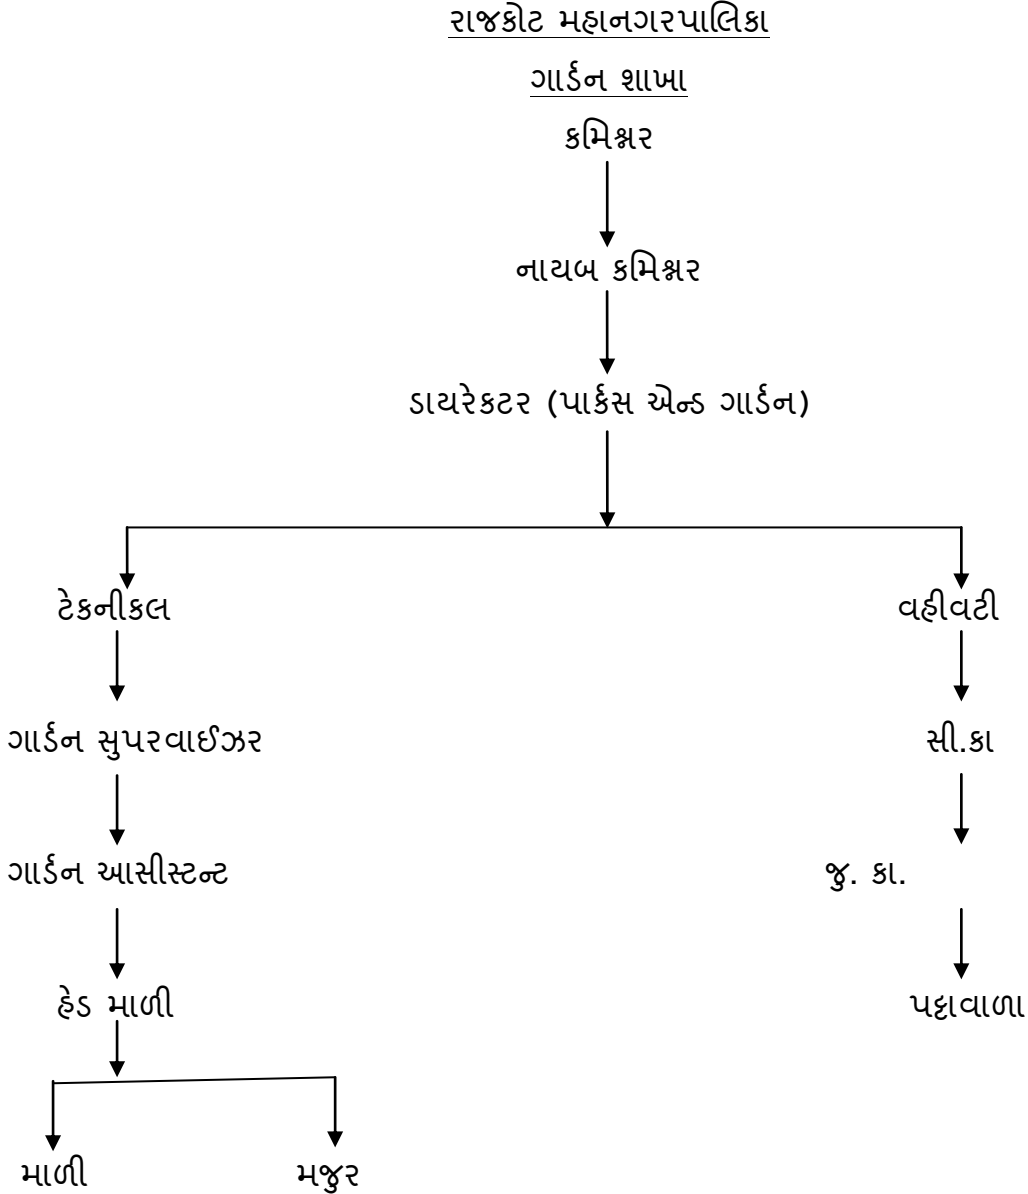 રાજકોટ મહાનગરપાલિકા
ગાર્ડન શાખા
કમિશ્નર
નાયબ કમિશ્નર
ડાયરેકટર (પાર્કસ એન્ડ ગાર્ડન)
ટેકનીકલ
વહીવટી
ગાર્ડન સુપરવાઈઝર
સી.કા
ગાર્ડન આસીસ્ટન્ટ
જુ. કા.
હેડ માળી
પટ્ટાવાળા
માળી
મજુર